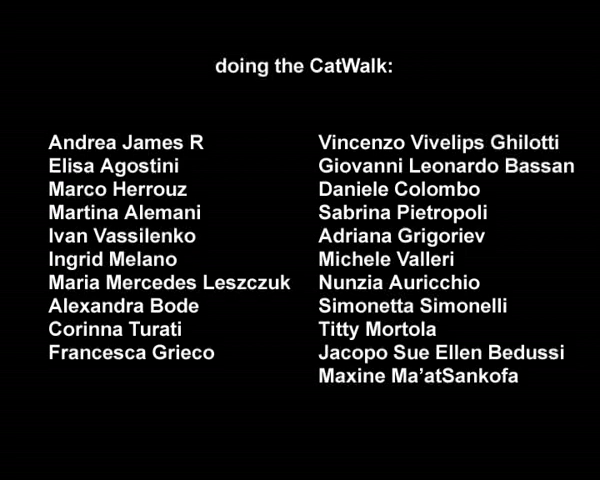 doing the CatWalk:
Andrea James R
Elisa Agostini
Marco Herrouz
Martina Alemani
Ivan Vassilenko
Ingrid Melano
Maria Mercedes Leszczuk
Alexandra Bode
Corinna Turati
Francesca Grieco
Vincenzo Vivelips Ghilotti
Giovanni Leonardo Bassan
Daniele Colombo
Sabrina Pietropoli
Adriana Grigoriev
Michele Valleri
Nunzia Auricchio
Simonetta Simonelli
Titty Mortola
Jacopo Sue Ellen Bedussi
Maxine Ma’atSankofa